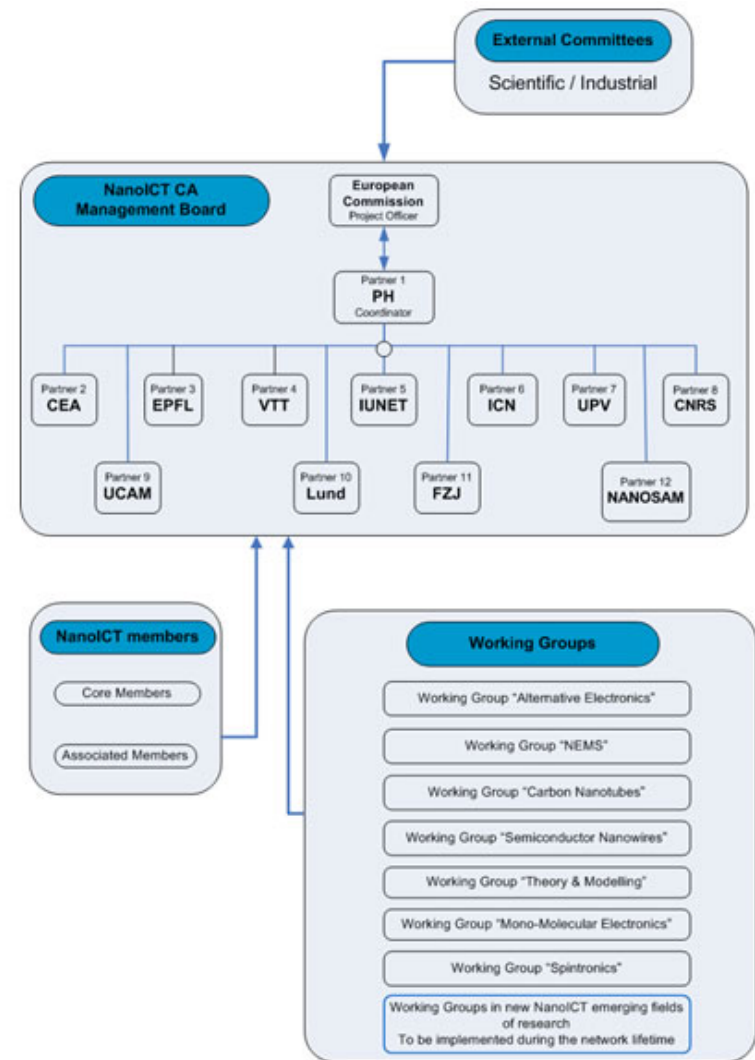 External Committees
Scientific / Industrial
NanoICT CA
Management Board
European
Commission
Project Officer
Partner 1
PH
Coordinator
Partner 2
CEA
Partner 3
EPFL
Partner 4
VTT
Partner 5
IUNET
Partner 6
ICN
Partner 7
UPV
Partner 8
CNRS
Partner 9
UCAM
Partner 10
Lund
Partner 11
FZJ
Partner 12
NANOSAM
NanoICT members
Core Members
Associated Members
Working Groups
Working Group "Alternative Electronics"
Working Group "NEMS"
Working Group "Carbon Nanotubes"
Working Group "Semiconductor Nanowires"
Working Group "Theory & Modelling"
Working Group "Mono-Molecular Electronics"
Working Group "Spintronics"
Working Groups in new NanoICT emerging fields
of research
To be implemented during the network lifetime